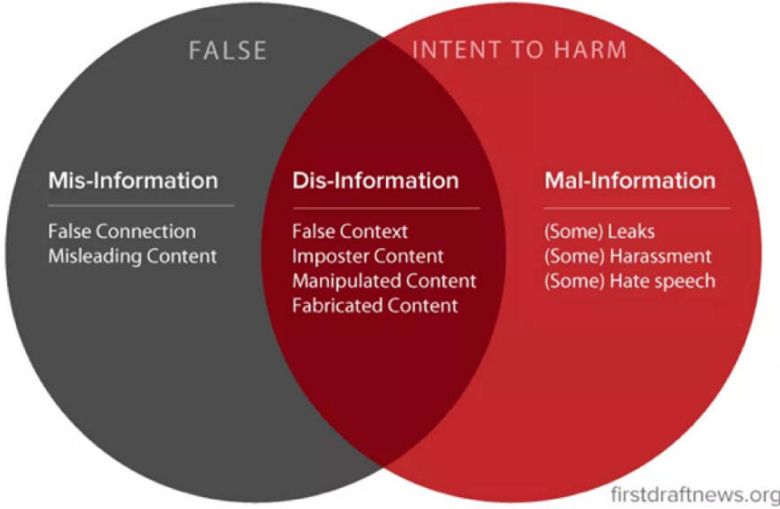 FALSE
INTENT TO HARM
Mis-Information
False Connection
Misleading Content
Dis-Information
False Context
Imposter Content
Manipulated Content
Fabricated Content
Mal-Information
(Some) Leaks
(Some) Harassment
(Some) Hate speech
firstdraftnews.org